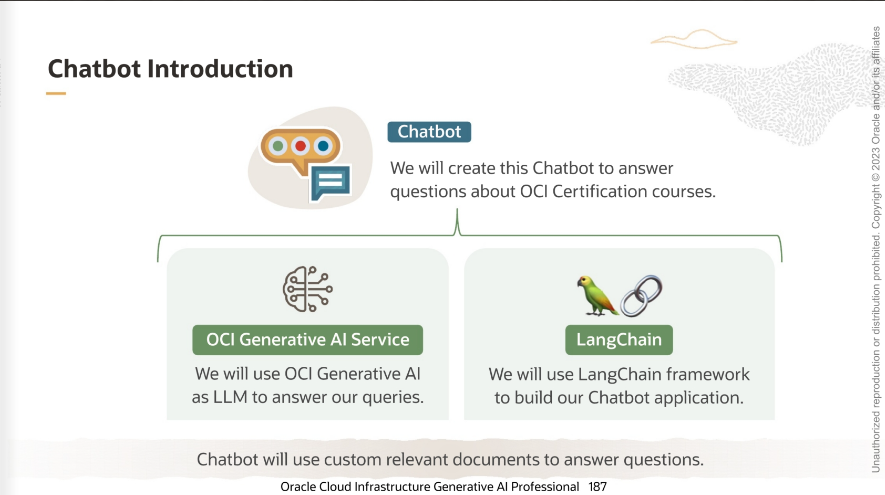 Chatbot Introduction
Chatbot
We will create this Chatbot to answer
questions about OCI Certification courses.
OCI Generative AI Service
We will use OCI Generative AI
as LLM to answer our queries.
LangChain
We will use LangChain framework
to build our Chatbot application.
Chatbot will use custom relevant documents to answer questions.
Oracle Cloud Infrastructure Generative AI Professional 187
Unauthorized reproduction or distribution prohibited. Copyright © 2023 Oracle and/or its affiliates